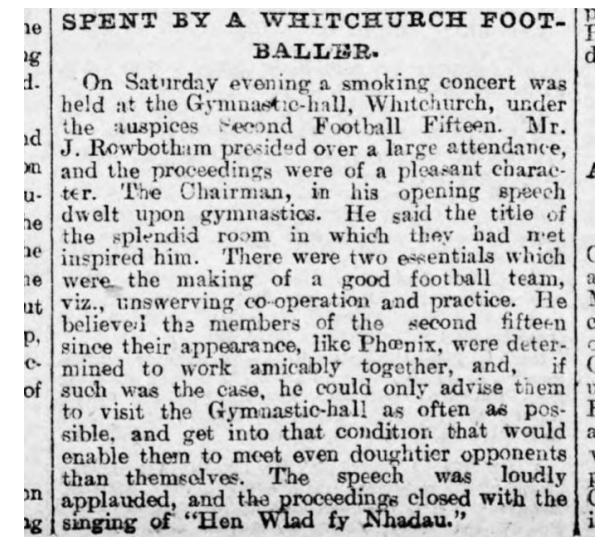 SPENT BY A WHITCHURCH FOOT-
BALLER.
On Saturday evening a smoking concert was
held at the Gymnastic-hall, Whitchurch, under
the auspices Second Football Fifteen. Mr.
J. Rowbotham presided over a large attendance,
and the proceedings were of a pleasant charac-
ter. The Chairman, in his opening speech
dwelt upon gymnastics. He said the title of
the splendid room in which they had met
inspired him. There were two essentials which
were the making of a good football team,
viz., unswerving co-operation and practice. He
believed the members of the second fifteen
since their appearance, like Phœnix, were deter-
mined to work amicably together, and, if
such was the case, he could only advise them
to visit the Gymnastic-hall as often as pos-
sible, and get into that condition that would
enable them to meet even doughtier opponents
than themselves. The speech was loudly
applauded, and the proceedings closed with the
singing of "Hen Wlad fy Nhadau."